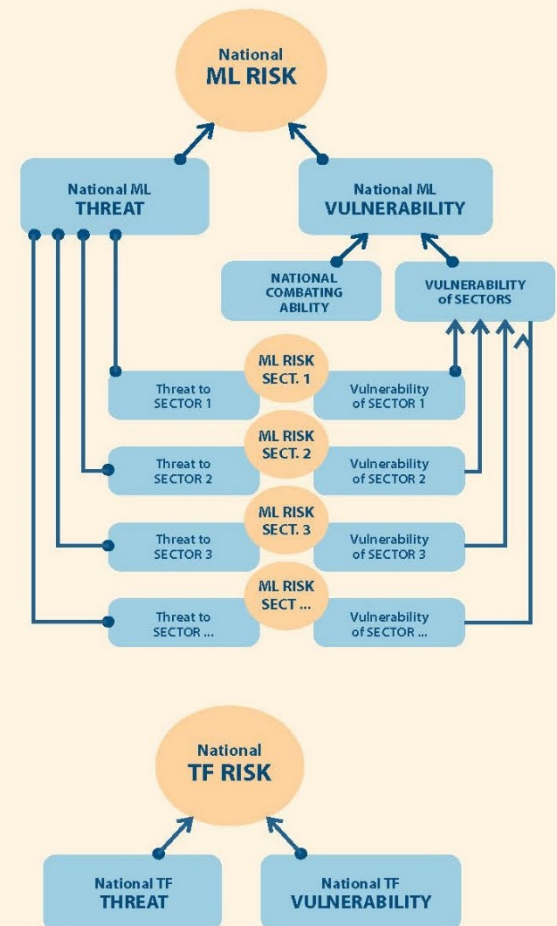 National
ML RISK
National ML
THREAT
National ML
VULNERABILITY
NATIONAL
COMBATING
ABILITY
VULNERABILITY
of SECTORS
Threat to
SECTOR 1
ML RISK
SECT. 1
Vulnerability
of SECTOR 1
Threat to
SECTOR 2
ML RISK
SECT. 2
Vulnerability
of SECTOR 2
Threat to
SECTOR 3
ML RISK
SECT. 3
Vulnerability
of SECTOR 3
Threat to
SECTOR ...
ML RISK
SECT ...
Vulnerability
of SECTOR ...
National
TF RISK
National TF
THREAT
National TF
VULNERABILITY